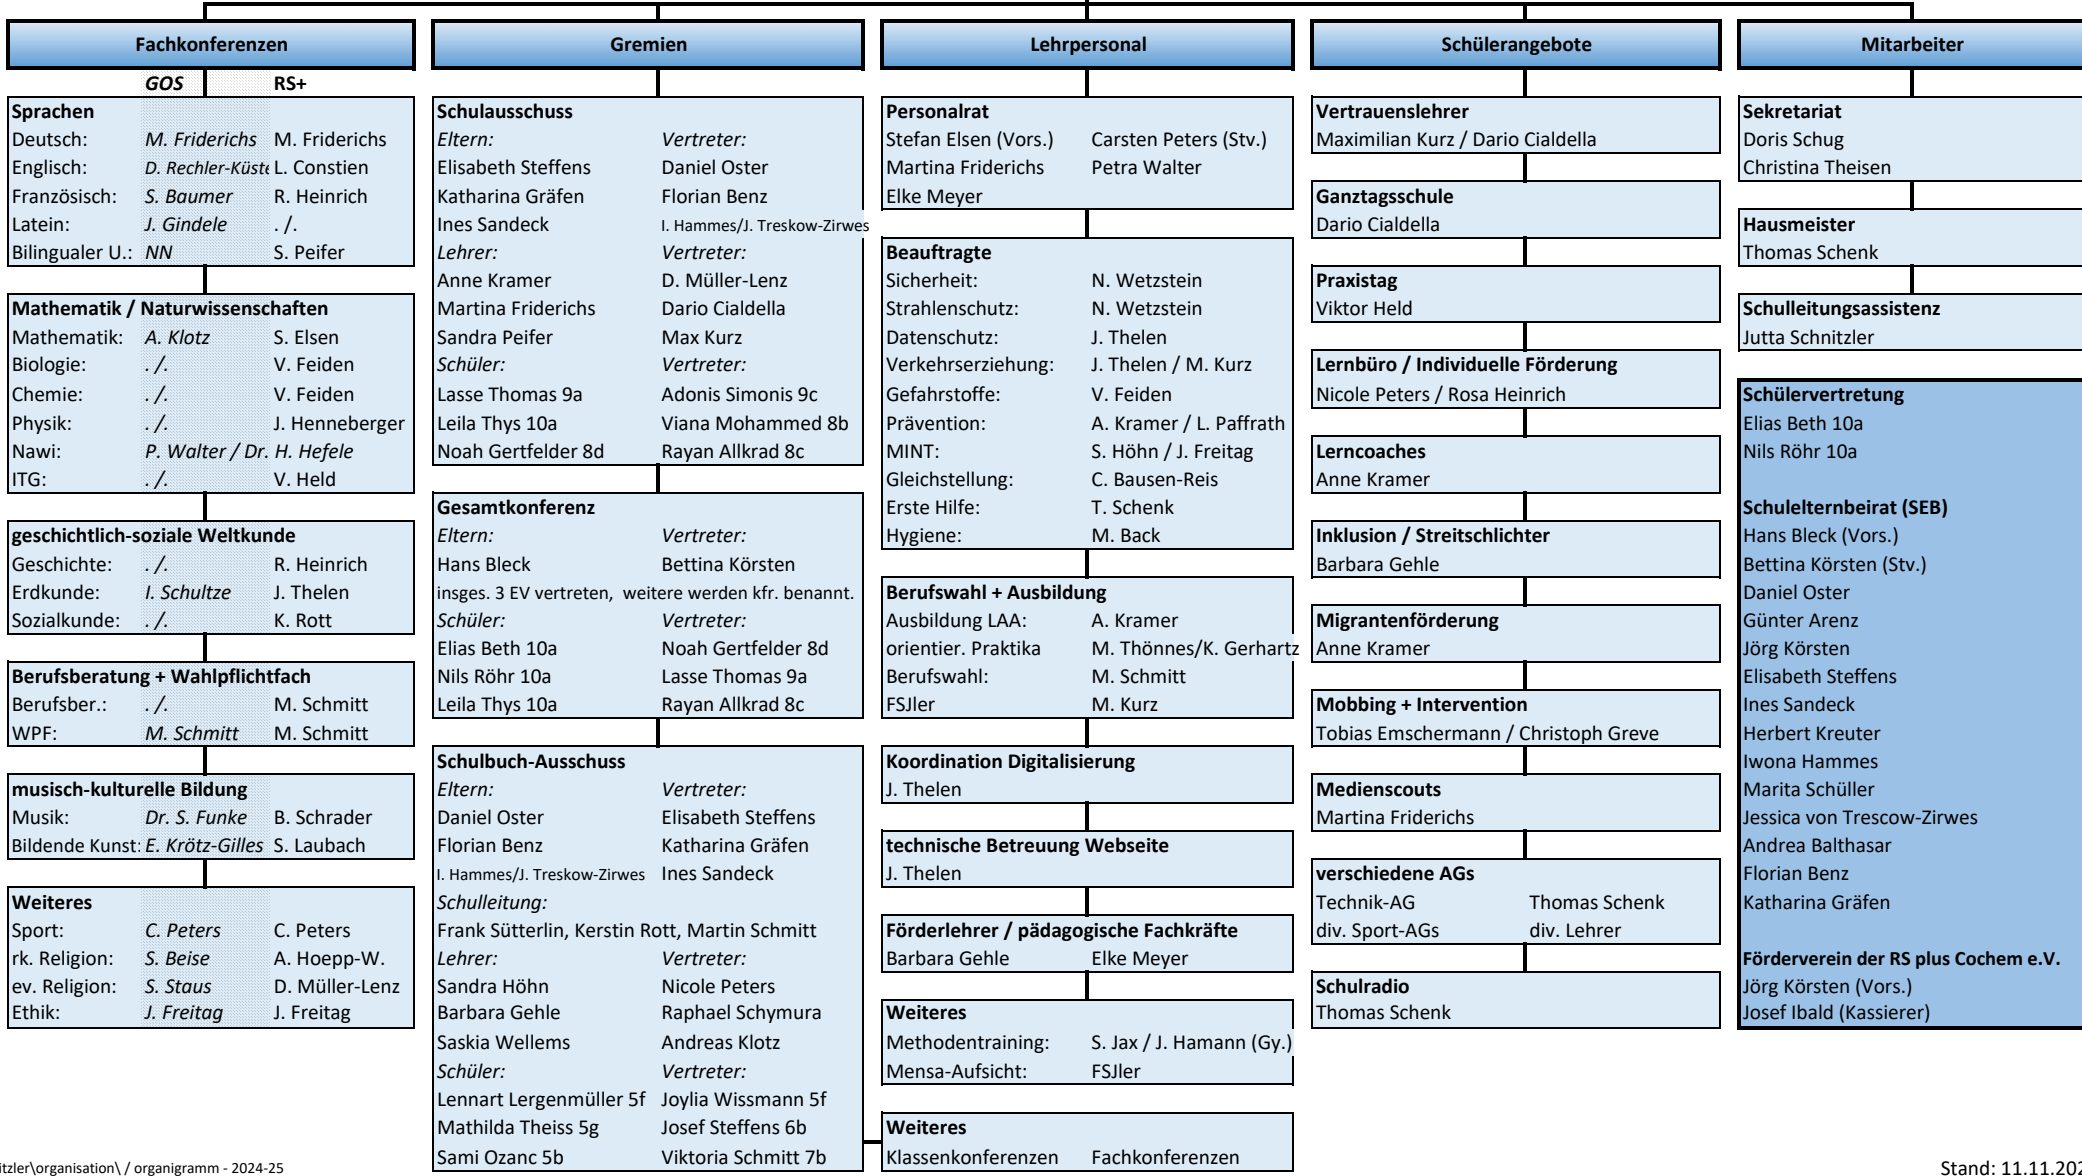 Fachkonferenzen
GOS RS+
Sprachen
Deutsch: M. Friderichs M. Friderichs
Englisch: D. Rechler-Küste L. Constien
Französisch: S. Baumer R. Heinrich
Latein: J. Gindele . /.
Bilingualer U.: NN S. Peifer
Mathematik / Naturwissenschaften
Mathematik: A. Klotz S. Elsen
Biologie: . /. V. Feiden
Chemie: . /. V. Feiden
Physik: . /. J. Henneberger
Nawi: P. Walter / Dr. H. Hefele
ITG: . /. V. Held
geschichtlich-soziale Weltkunde
Geschichte: . /. R. Heinrich
Erdkunde: I. Schultze J. Thelen
Sozialkunde: . /. K. Rott
Berufsberatung + Wahlpflichtfach
Berufsber.: . /. M. Schmitt
WPF: M. Schmitt M. Schmitt
musisch-kulturelle Bildung
Musik: Dr. S. Funke B. Schrader
Bildende Kunst: E. Krötz-Gilles S. Laubach
Weiteres
Sport: C. Peters C. Peters
rk. Religion: S. Beise A. Hoepp-W.
ev. Religion: S. Staus D. Müller-Lenz
Ethik: J. Freitag J. Freitag
Gremien
Schulausschuss
Eltern: Vertreter:
Elisabeth Steffens Daniel Oster
Katharina Gräfen Florian Benz
Ines Sandeck I. Hammes/J. Treskow-Zirwes
Lehrer: Vertreter:
Anne Kramer D. Müller-Lenz
Martina Friderichs Dario Cialdella
Sandra Peifer Max Kurz
Schüler: Vertreter:
Lasse Thomas 9a Adonis Simonis 9c
Leila Thys 10a Viana Mohammed 8b
Noah Gertfelder 8d Rayan Allkrad 8c
Gesamtkonferenz
Eltern: Vertreter:
Hans Bleck Bettina Körsten
insges. 3 EV vertreten, weitere werden kfr. benannt.
Schüler: Vertreter:
Elias Beth 10a Noah Gertfelder 8d
Nils Röhr 10a Lasse Thomas 9a
Leila Thys 10a Rayan Allkrad 8c
Schulbuch-Ausschuss
Eltern: Vertreter:
Daniel Oster Elisabeth Steffens
Florian Benz Katharina Gräfen
I. Hammes/J. Treskow-Zirwes Ines Sandeck
Schulleitung:
Frank Sütterlin, Kerstin Rott, Martin Schmitt
Lehrer: Vertreter:
Sandra Höhn Nicole Peters
Barbara Gehle Raphael Schymura
Saskia Wellems Andreas Klotz
Schüler: Vertreter:
Lennart Lergenmüller 5f Joylia Wissmann 5f
Mathilda Theiss 5g Josef Steffens 6b
Sami Ozanc 5b Viktoria Schmitt 7b
Lehrpersonal
Personalrat
Stefan Elsen (Vors.) Carsten Peters (Stv.)
Martina Friderichs Petra Walter
Elke Meyer
Beauftragte
Sicherheit: N. Wetzstein
Strahlenschutz: N. Wetzstein
Datenschutz: J. Thelen
Verkehrserziehung: J. Thelen / M. Kurz
Gefahrstoffe: V. Feiden
Prävention: A. Kramer / L. Paffrath
MINT: S. Höhn / J. Freitag
Gleichstellung: C. Bausen-Reis
Erste Hilfe: T. Schenk
Hygiene: M. Back
Berufswahl + Ausbildung
Ausbildung LAA: A. Kramer
orientier. Praktika M. Thönnes/K. Gerhartz
Berufswahl: M. Schmitt
FSJler M. Kurz
Koordination Digitalisierung
J. Thelen
technische Betreuung Webseite
J. Thelen
Förderlehrer / pädagogische Fachkräfte
Barbara Gehle Elke Meyer
Weiteres
Methodentraining: S. Jax / J. Hamann (Gy.)
Mensa-Aufsicht: FSJler
Weiteres
Klassenkonferenzen Fachkonferenzen
Schülerangebote
Vertrauenslehrer
Maximilian Kurz / Dario Cialdella
Ganztagsschule
Dario Cialdella
Praxistag
Viktor Held
Lernbüro / Individuelle Förderung
Nicole Peters / Rosa Heinrich
Lerncoaches
Anne Kramer
Inklusion / Streitschlichter
Barbara Gehle
Migrantenförderung
Anne Kramer
Mobbing + Intervention
Tobias Emschermann / Christoph Greve
Medienscouts
Martina Friderichs
verschiedene AGs
Technik-AG Thomas Schenk
div. Sport-AGs div. Lehrer
Schulradio
Thomas Schenk
Mitarbeiter
Sekretariat
Doris Schug
Christina Theisen
Hausmeister
Thomas Schenk
Schulleitungsassistenz
Jutta Schnitzler
Schülervertretung
Elias Beth 10a
Nils Röhr 10a
Schulelternbeirat (SEB)
Hans Bleck (Vors.)
Bettina Körsten (Stv.)
Daniel Oster
Günter Arenz
Jörg Körsten
Elisabeth Steffens
Ines Sandeck
Herbert Kreuter
Iwona Hammes
Marita Schüller
Jessica von Trescow-Zirwes
Andrea Balthasar
Florian Benz
Katharina Gräfen
Förderverein der RS plus Cochem e.V.
Jörg Körsten (Vors.)
Josef Ibald (Kassierer)
itzler\organisation\ / organigramm - 2024-25
Stand: 11.11.202